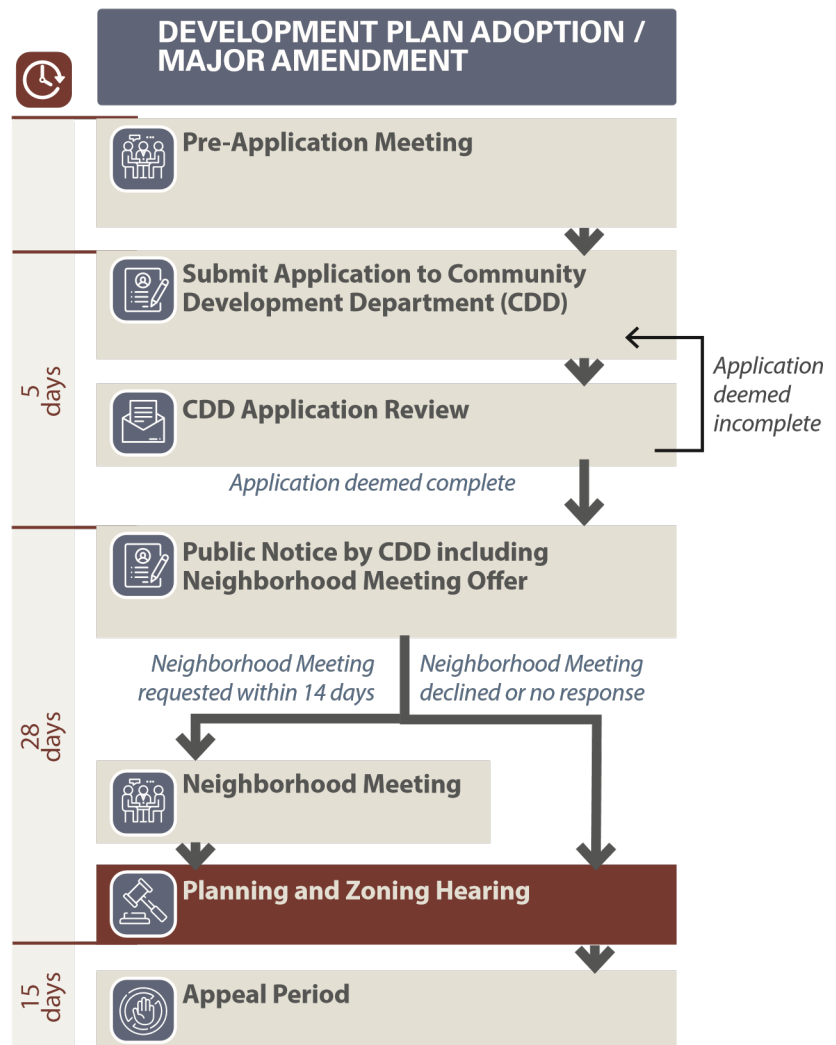 DEVELOPMENT PLAN ADOPTION /
MAJOR AMENDMENT
Pre-Application Meeting
Submit Application to Community
Development Department (CDD)
Application
deemed
incomplete
5
days
CDD Application Review
Application deemed complete
Public Notice by CDD including
Neighborhood Meeting Offer
Neighborhood Meeting
requested within 14 days
Neighborhood Meeting
declined or no response
28
days
Neighborhood Meeting
Planning and Zoning Hearing
15
days
Appeal Period